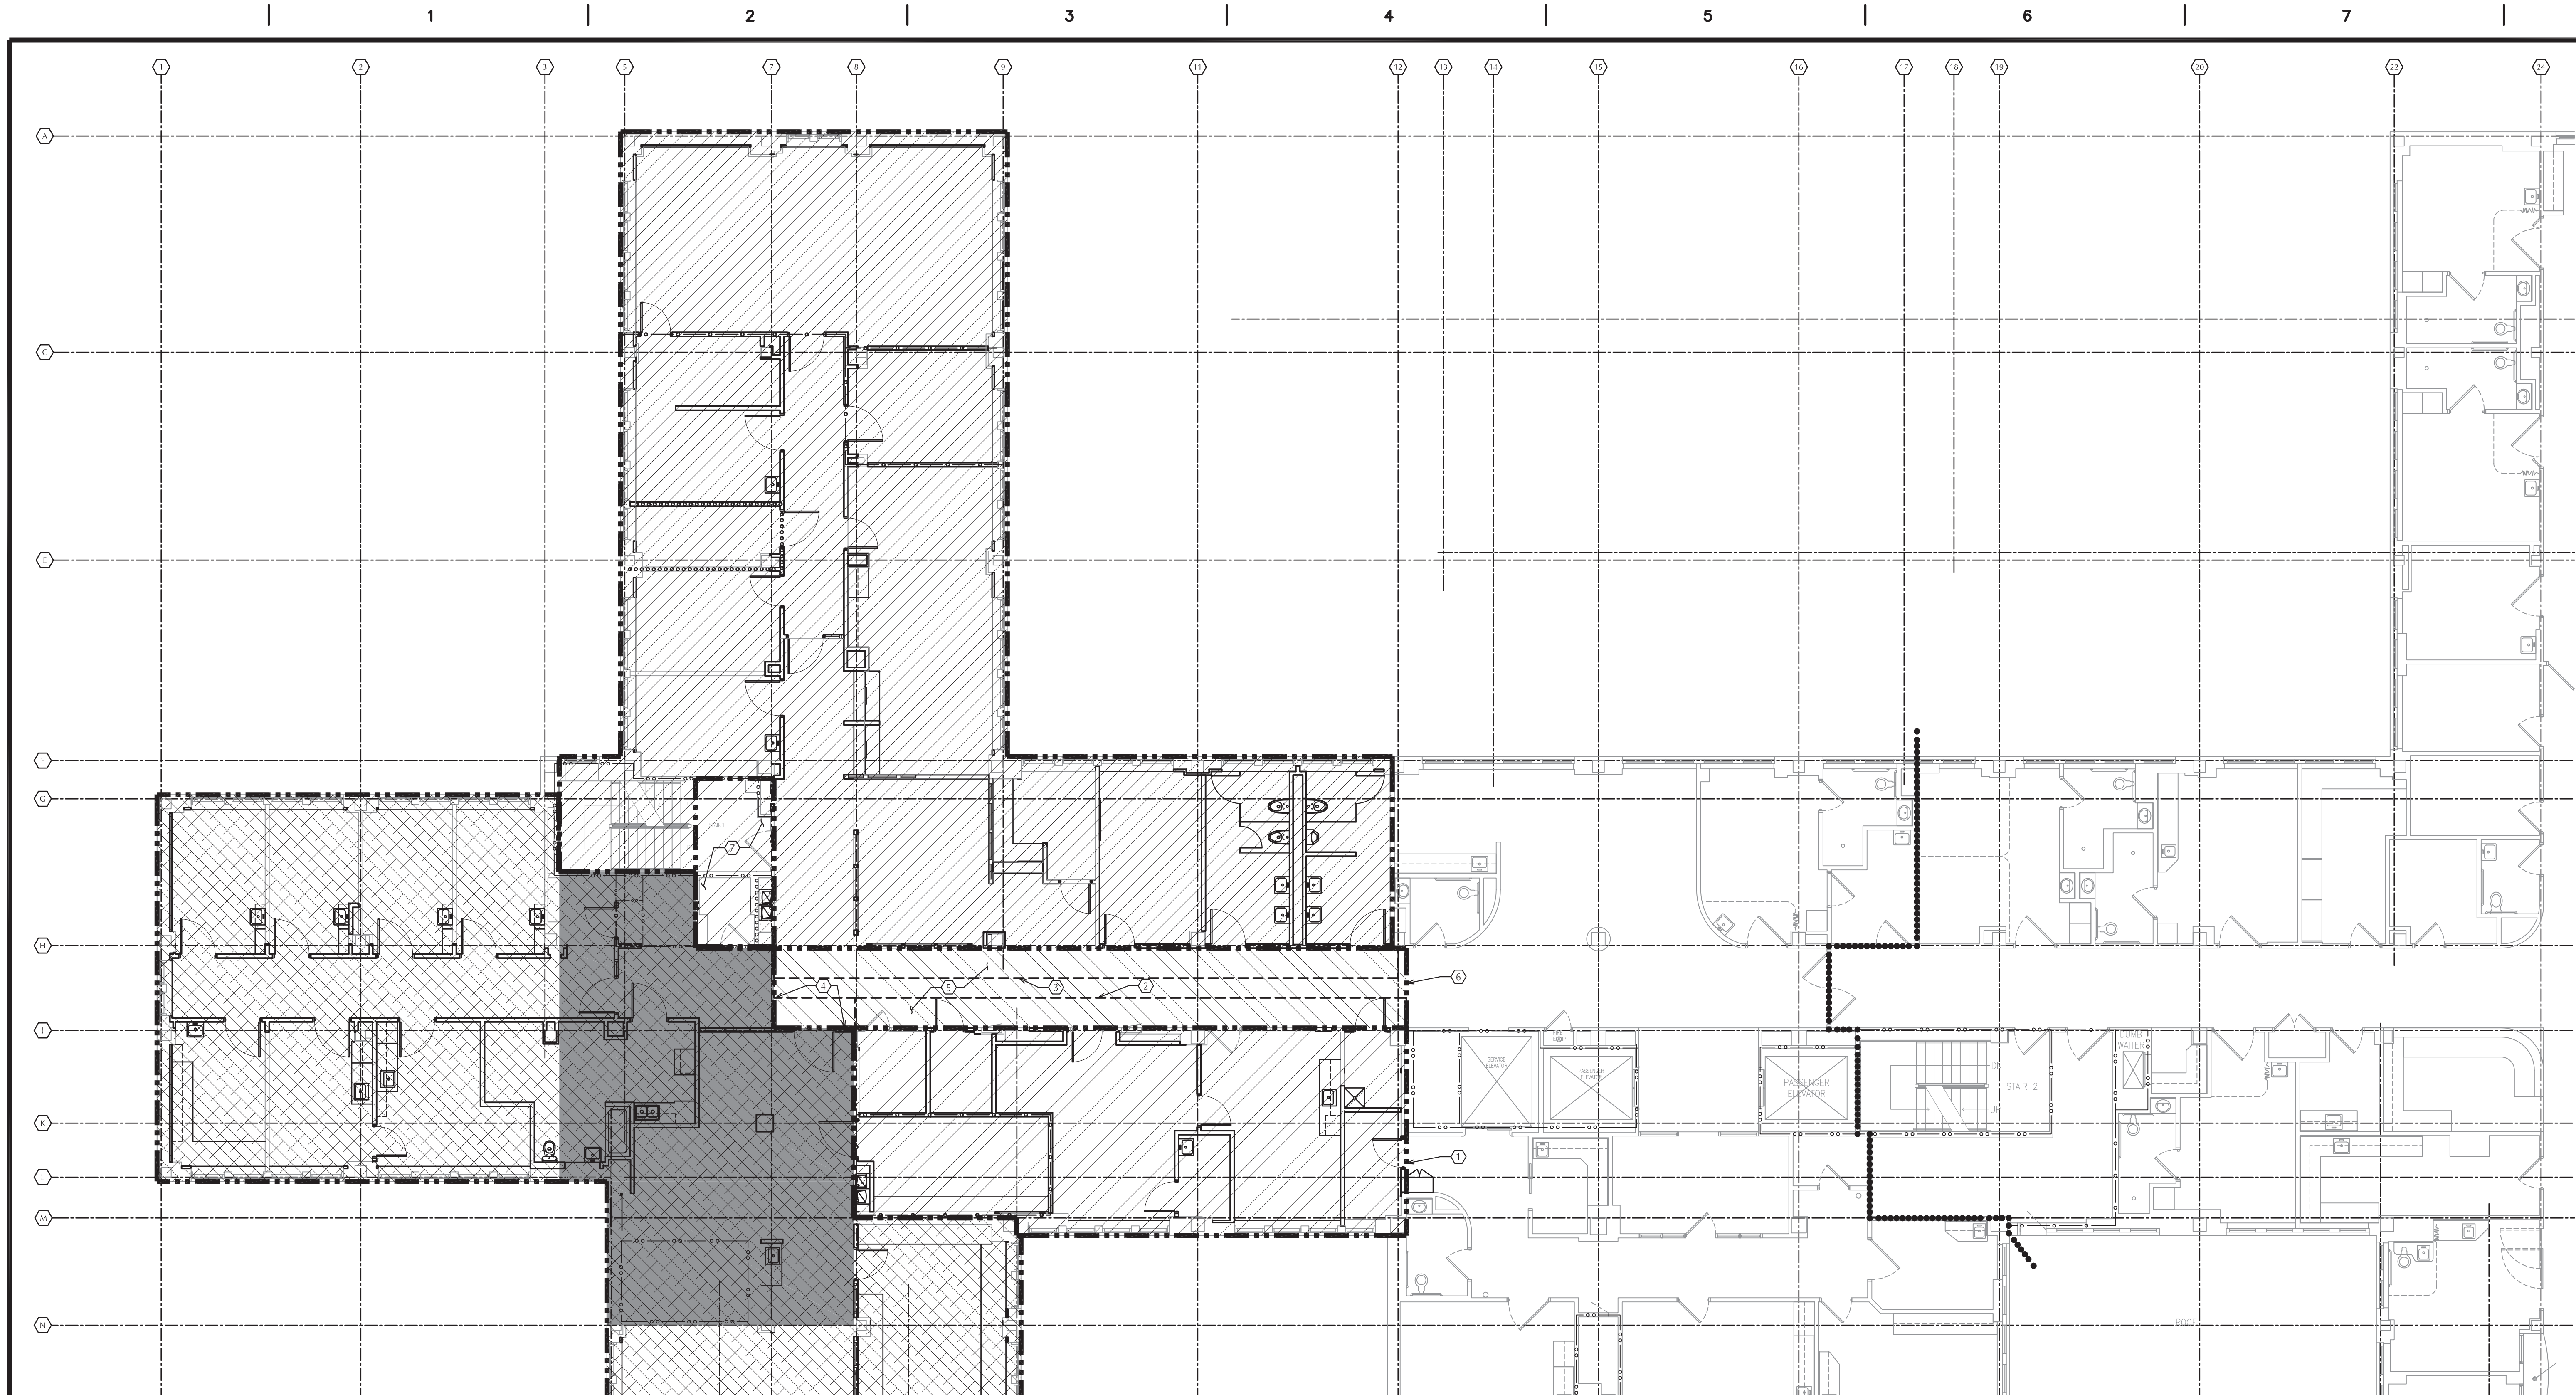 1 2 3 4 5 6 7
1 2 3 5 7 8 9 11 12 13 14 15 16 17 18 19 20 22 24
A
C
E
F
G
7
H
6
4 5 3 2
J
DUMB
WAITER
SERVICE
ELEVATOR
PASSENGER
ELEVATOR
PASSENGER
ELEVATOR
DN
STAIR 2
UP
K
1
L
M
N
ROOF